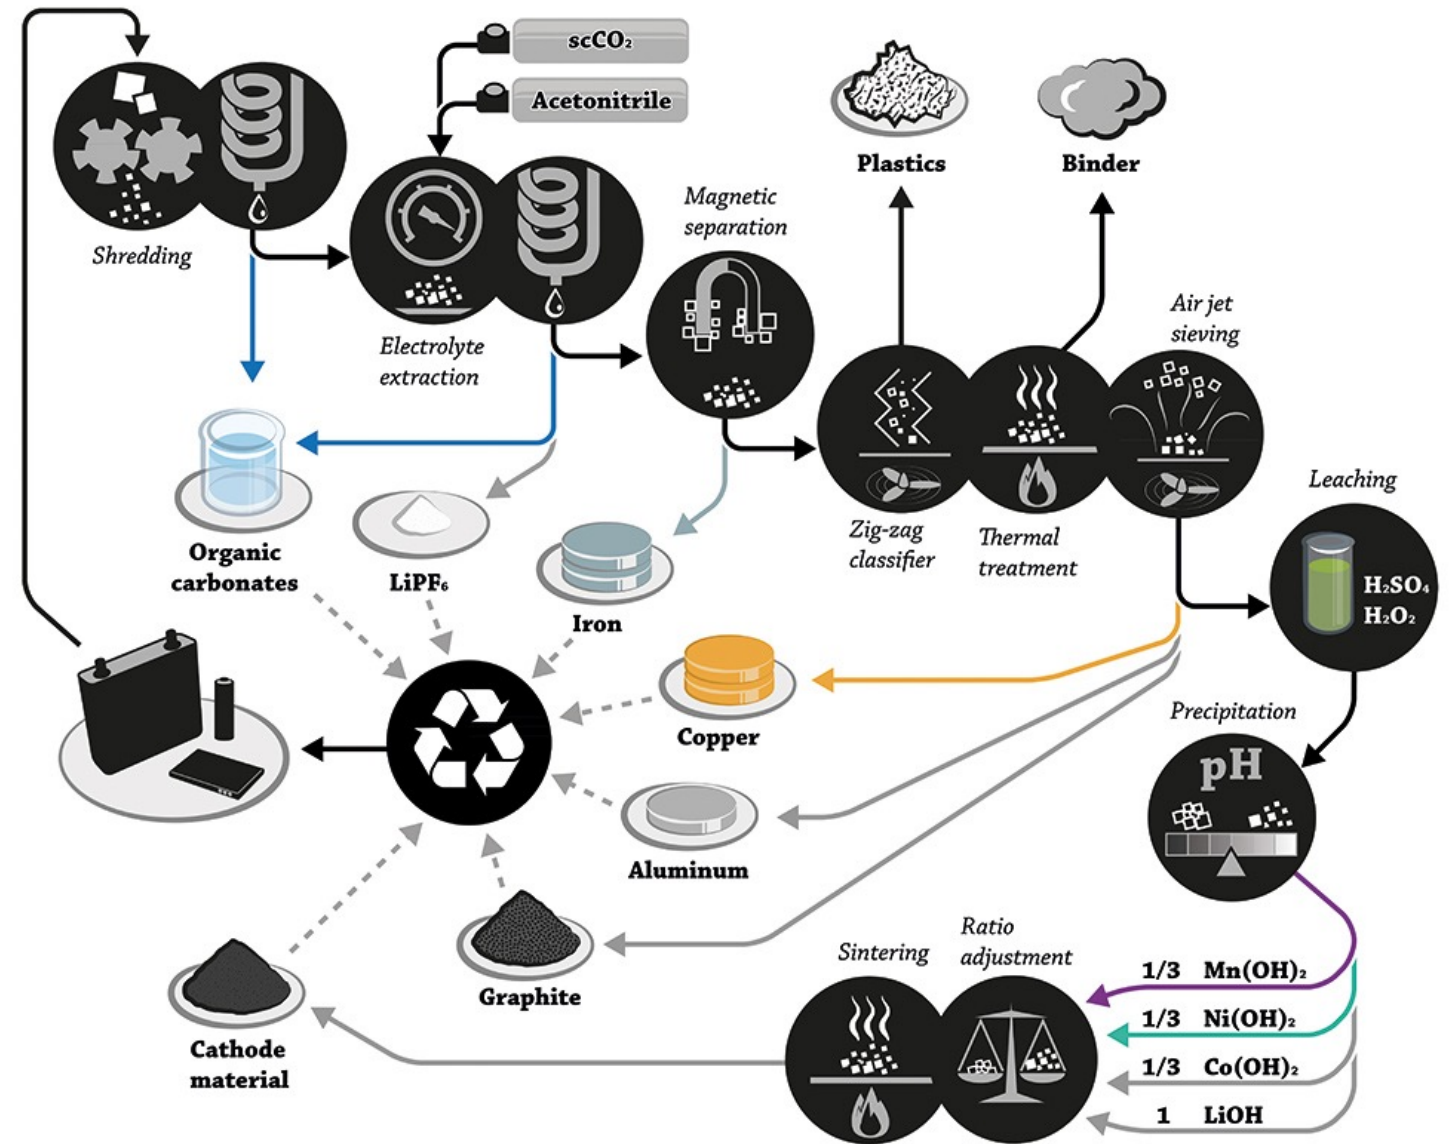 scCO₂
Acetonitrile
Plastics
Binder
Shredding
Magnetic
separation
Electrolyte
extraction
Air jet
sieving
Zig-zag
classifier
Thermal
treatment
Leaching
H₂SO₄
H₂O₂
Organic
carbonates
LiPF₆
Iron
Copper
Precipitation
pH
Aluminum
Graphite
Cathode
material
Sintering
Ratio
adjustment
1/3 Mn(OH)₂
1/3 Ni(OH)₂
1/3 Co(OH)₂
1 LiOH